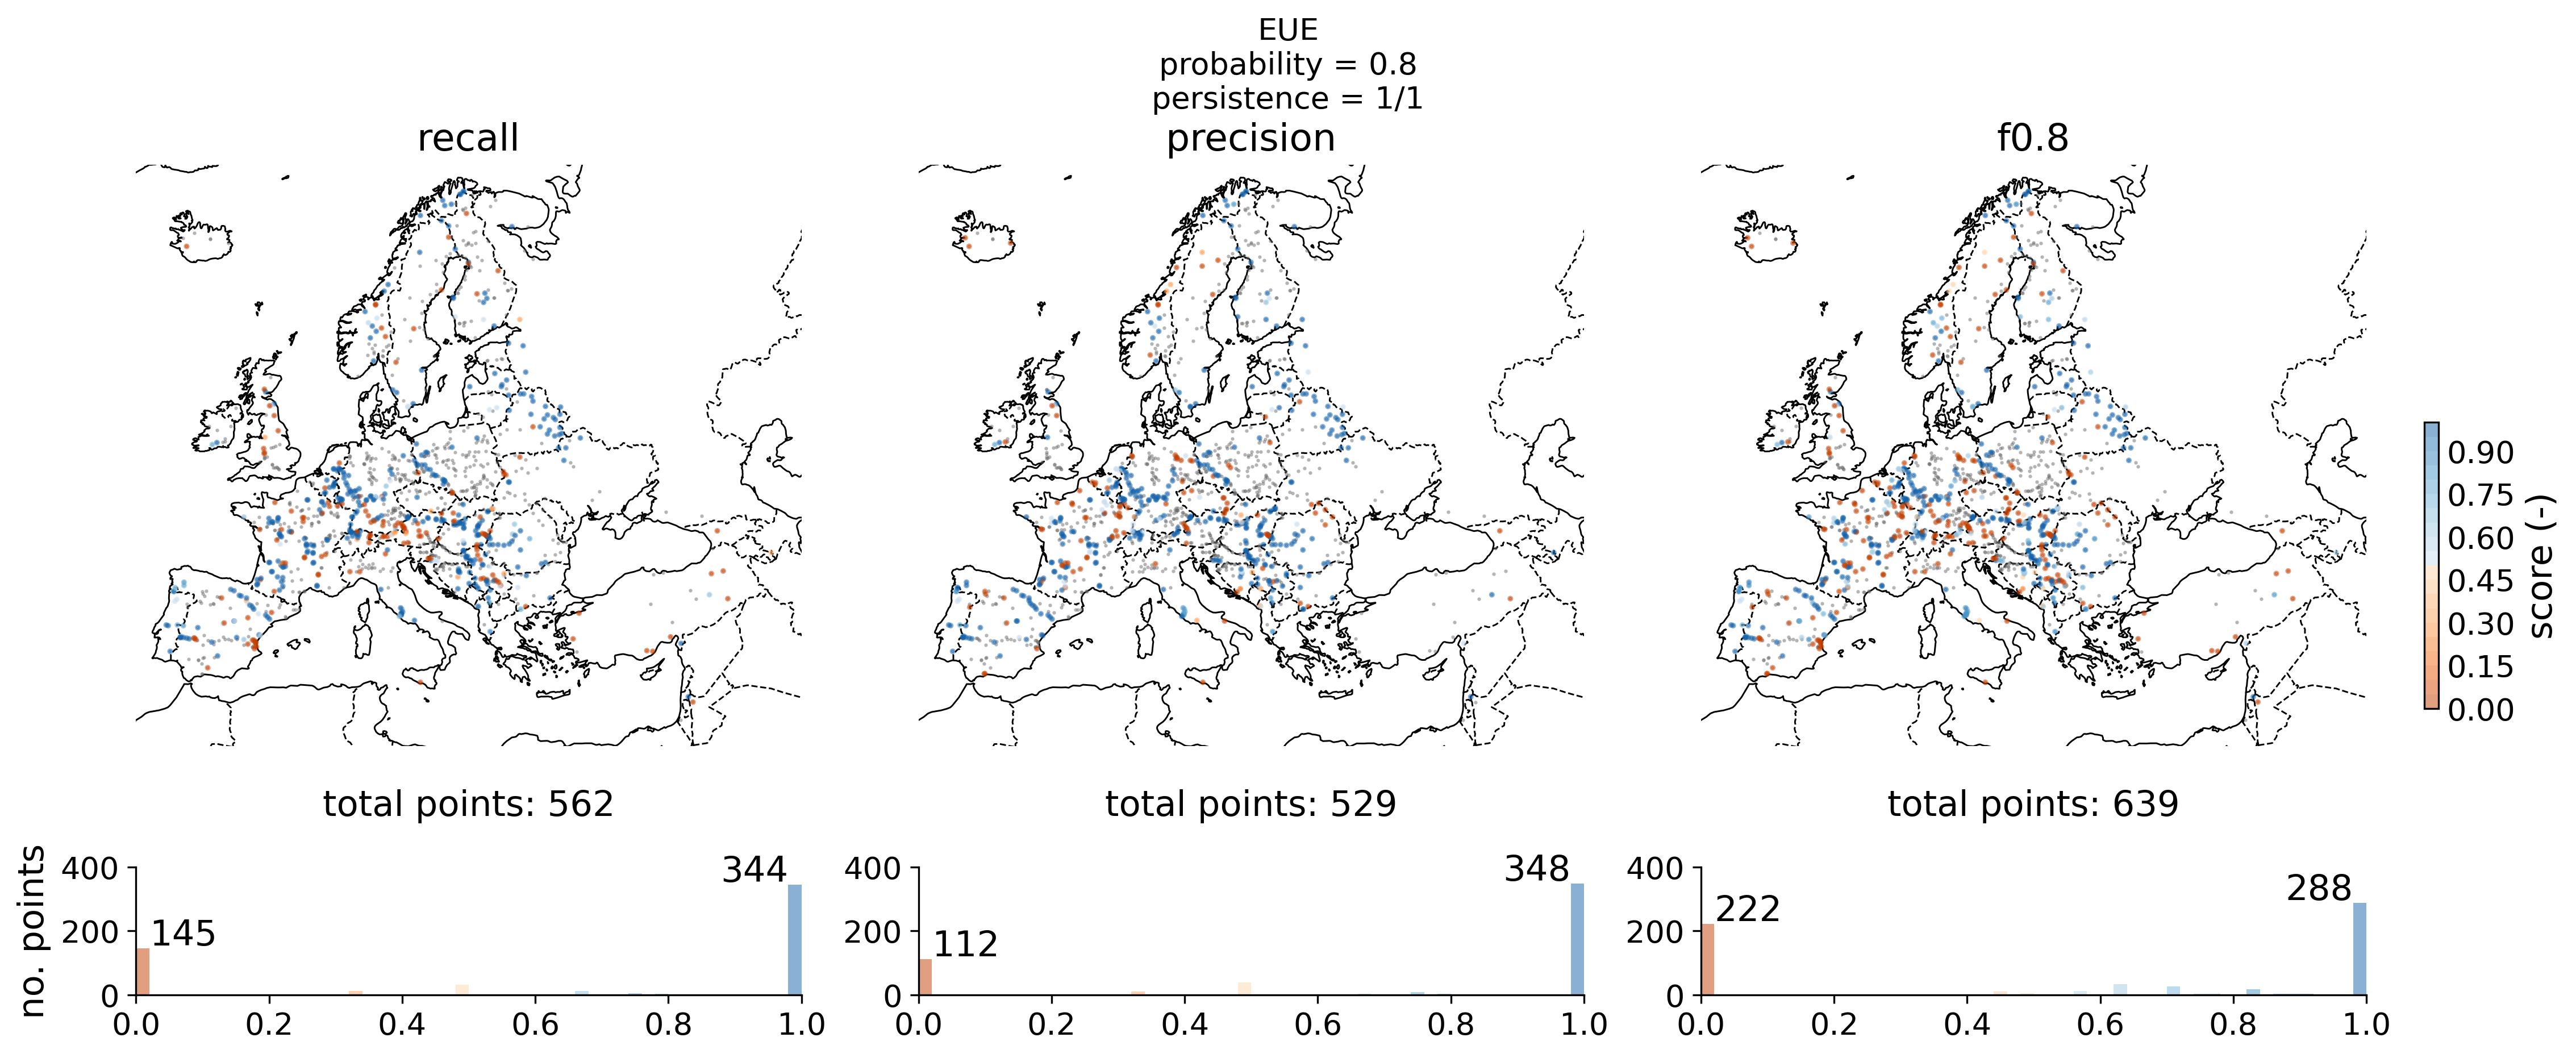 EUE
probability = 0.8
persistence = 1/1
recall
precision
f0.8
0.90
0.75
0.60
0.45
0.30
0.15
0.00
score (-)
total points: 562
total points: 529
total points: 639
no. points
400
200
0
145
344
0.0 0.2 0.4 0.6 0.8 1.0
400
200
0
112
348
0.0 0.2 0.4 0.6 0.8 1.0
400
200
0
222
288
0.0 0.2 0.4 0.6 0.8 1.0